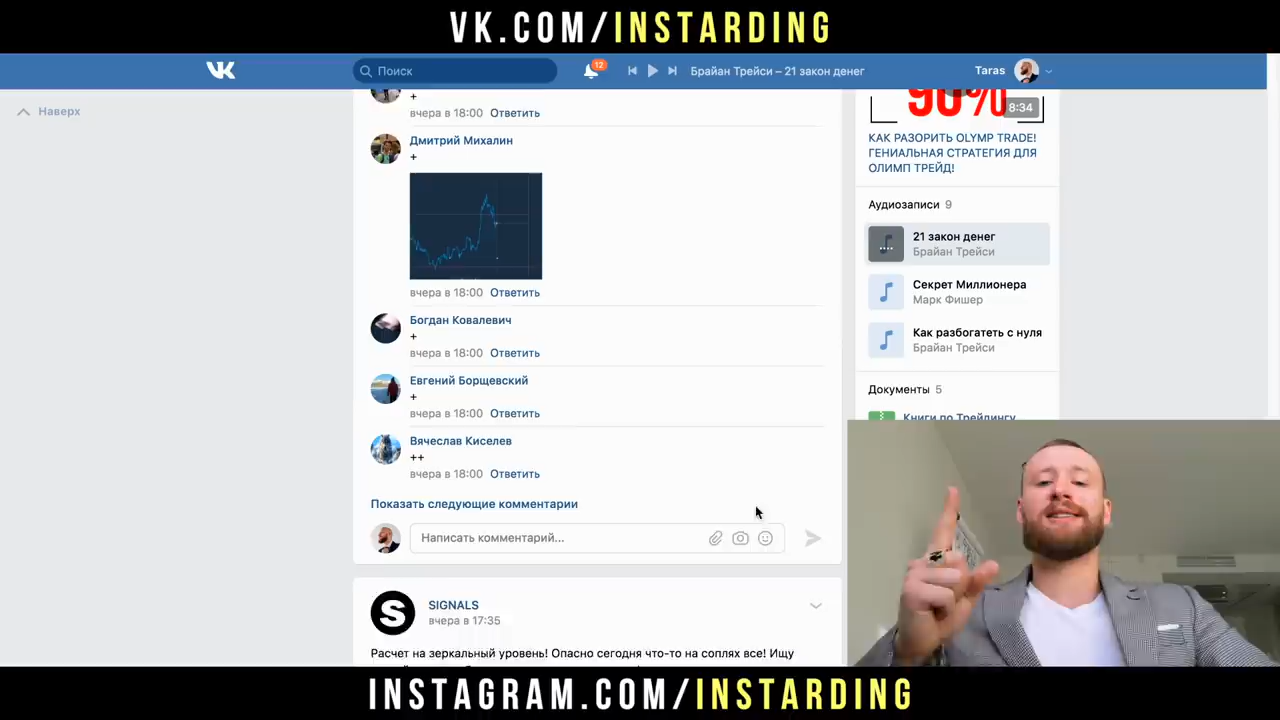 VK.COM/INSTARDING
Поиск
12
Брайан Трейси – 21 закон денег
Taras
Наверх
+
вчера в 18:00 Ответить
Дмитрий Михалин
+
вчера в 18:00 Ответить
Богдан Ковалевич
+
вчера в 18:00 Ответить
Евгений Борщевский
+
вчера в 18:00 Ответить
Вячеслав Киселев
++
вчера в 18:00 Ответить
Показать следующие комментарии
Написать комментарий...
S
SIGNALS
вчера в 17:35
Расчет на зеркальный уровень! Опасно сегодня что-то на соплях все! Ищу
90%
8:34
КАК РАЗОРИТЬ OLYMP TRADE!
ГЕНИАЛЬНАЯ СТРАТЕГИЯ ДЛЯ
ОЛИМП ТРЕЙД!
Аудиозаписи 9
21 закон денег
Брайан Трейси
Секрет Миллионера
Марк Фишер
Как разбогатеть с нуля
Брайан Трейси
Документы 5
Книги по Трейдингу
INSTAGRAM.COM/INSTARDING